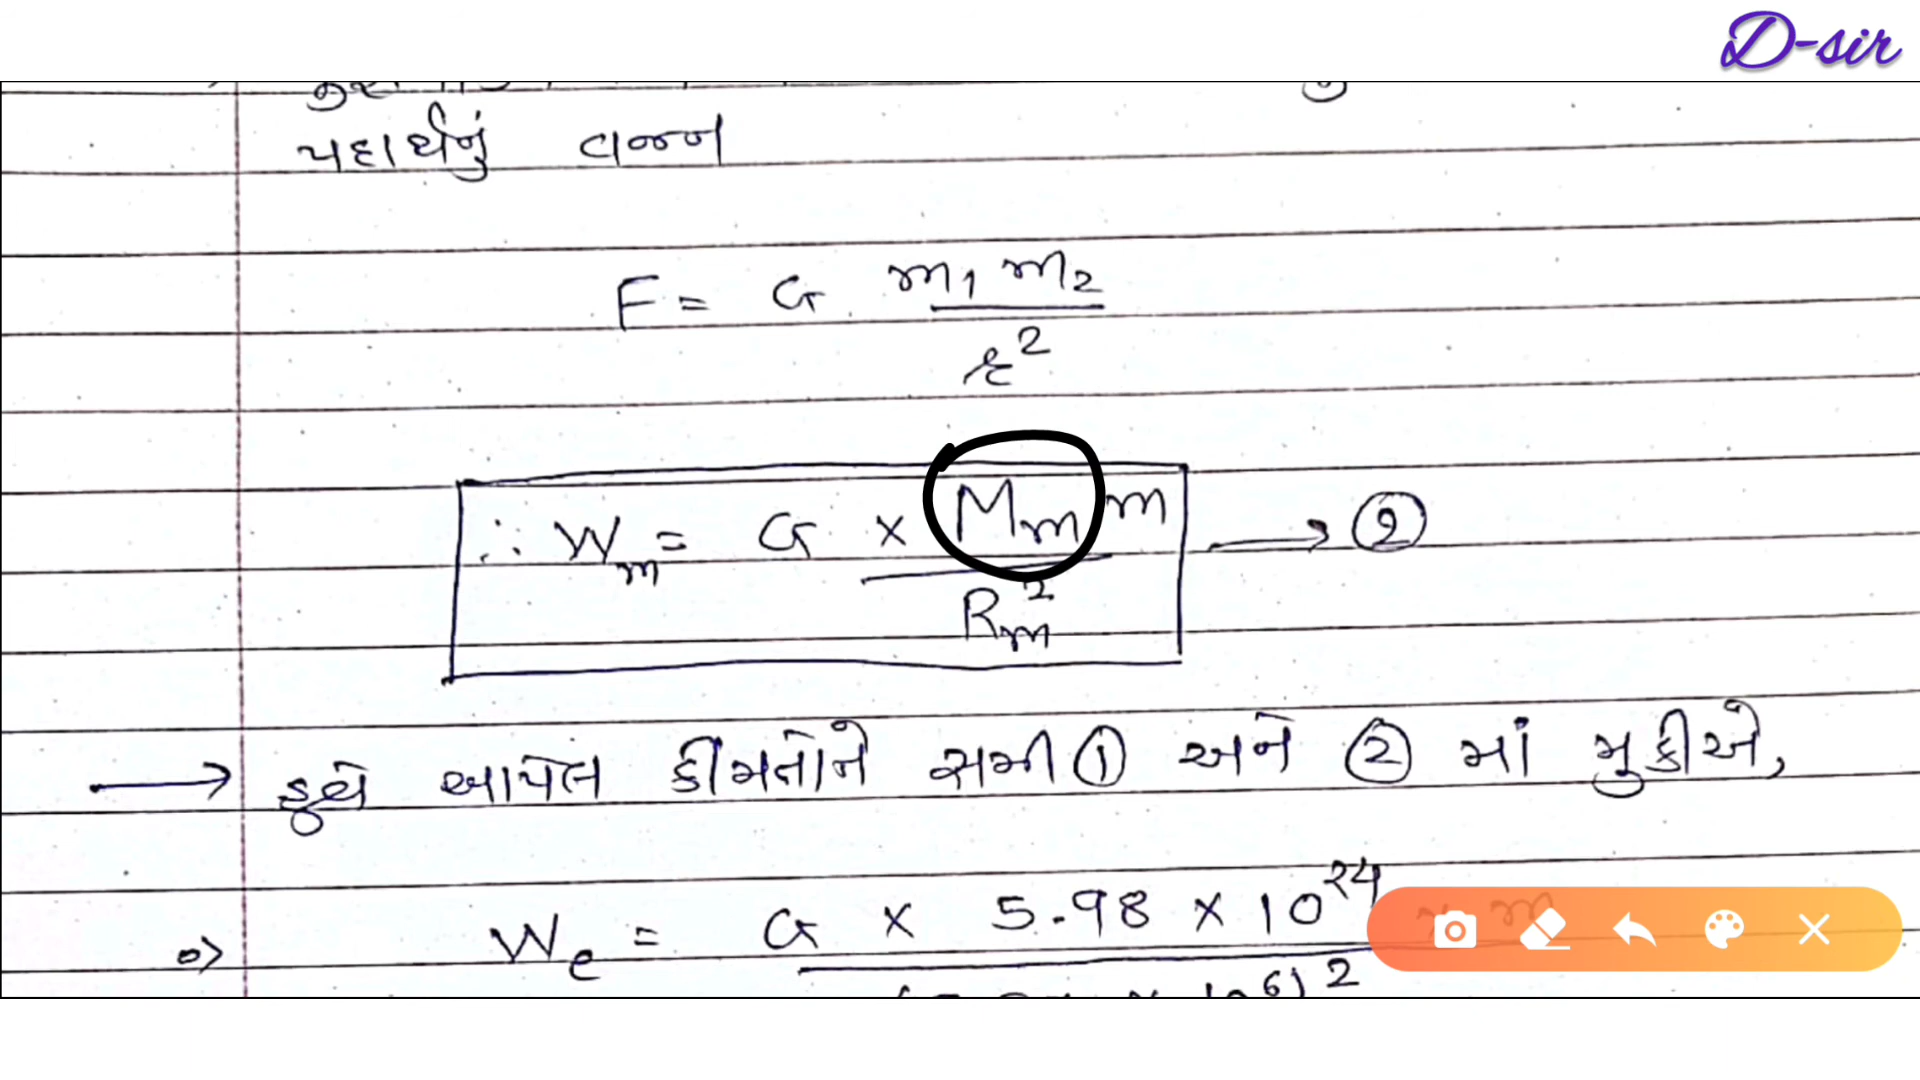 D-sir
પદાર્થનું વજન
F = G m1 m2
r²
∴ Wm = G × Mm m → ②
Rm²
→ હવે આપેલ કીંમતોને સમી ① અને ② માં મુકીએ,
⇒ We = G × 5.98 × 10²⁴ × m